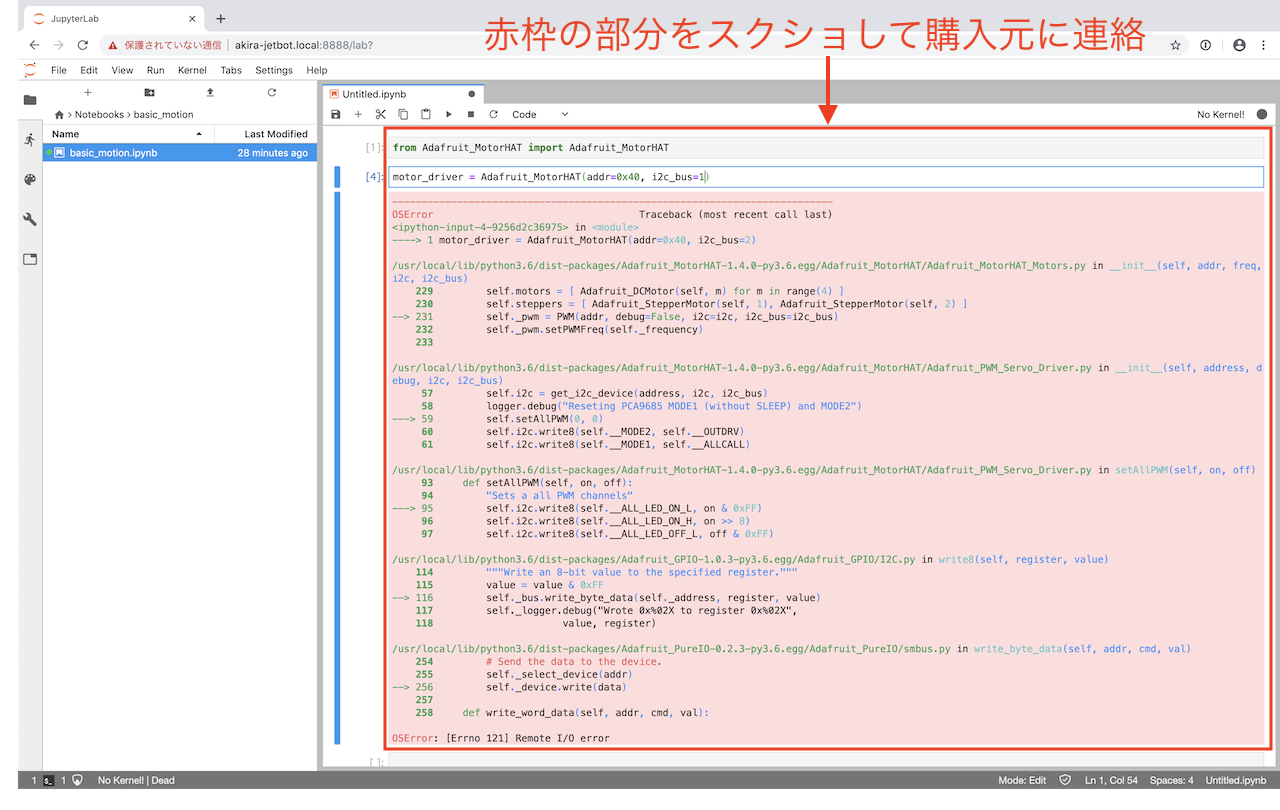 JupyterLab
保護されていない通信 akira-jetbot.local:8888/lab?
赤枠の部分をスクショして購入元に連絡
File Edit View Run Kernel Tabs Settings Help
Untitled.ipynb
Notebooks > basic_motion
Code
No Kernel!
Name Last Modified
basic_motion.ipynb 28 minutes ago
[1]: from Adafruit_MotorHAT import Adafruit_MotorHAT
[4]: motor_driver = Adafruit_MotorHAT(addr=0x40, i2c_bus=1)
---------------------------------------------------------------------------
OSError Traceback (most recent call last)
<ipython-input-4-9256d2c36975> in <module>
----> 1 motor_driver = Adafruit_MotorHAT(addr=0x40, i2c_bus=2)
/usr/local/lib/python3.6/dist-packages/Adafruit_MotorHAT-1.4.0-py3.6.egg/Adafruit_MotorHAT/Adafruit_MotorHAT_Motors.py in __init__(self, addr, freq,
i2c, i2c_bus)
229 self.motors = [ Adafruit_DCMotor(self, m) for m in range(4) ]
230 self.steppers = [ Adafruit_StepperMotor(self, 1), Adafruit_StepperMotor(self, 2) ]
--> 231 self._pwm = PWM(addr, debug=False, i2c=i2c, i2c_bus=i2c_bus)
232 self._pwm.setPWMFreq(self._frequency)
233
/usr/local/lib/python3.6/dist-packages/Adafruit_MotorHAT-1.4.0-py3.6.egg/Adafruit_MotorHAT/Adafruit_PWM_Servo_Driver.py in __init__(self, address, d
ebug, i2c, i2c_bus)
57 self.i2c = get_i2c_device(address, i2c, i2c_bus)
58 logger.debug("Reseting PCA9685 MODE1 (without SLEEP) and MODE2")
---> 59 self.setAllPWM(0, 0)
60 self.i2c.write8(self.__MODE2, self.__OUTDRV)
61 self.i2c.write8(self.__MODE1, self.__ALLCALL)
/usr/local/lib/python3.6/dist-packages/Adafruit_MotorHAT-1.4.0-py3.6.egg/Adafruit_MotorHAT/Adafruit_PWM_Servo_Driver.py in setAllPWM(self, on, off)
93 def setAllPWM(self, on, off):
94 "Sets a all PWM channels"
---> 95 self.i2c.write8(self.__ALL_LED_ON_L, on & 0xFF)
96 self.i2c.write8(self.__ALL_LED_ON_H, on >> 8)
97 self.i2c.write8(self.__ALL_LED_OFF_L, off & 0xFF)
/usr/local/lib/python3.6/dist-packages/Adafruit_GPIO-1.0.3-py3.6.egg/Adafruit_GPIO/I2C.py in write8(self, register, value)
114 """Write an 8-bit value to the specified register."""
115 value = value & 0xFF
--> 116 self._bus.write_byte_data(self._address, register, value)
117 self._logger.debug("Wrote 0x%02X to register 0x%02X",
118 value, register)
/usr/local/lib/python3.6/dist-packages/Adafruit_PureIO-0.2.3-py3.6.egg/Adafruit_PureIO/smbus.py in write_byte_data(self, addr, cmd, val)
254 # Send the data to the device.
255 self._select_device(addr)
--> 256 self._device.write(data)
257
258 def write_word_data(self, addr, cmd, val):
OSError: [Errno 121] Remote I/O error
[ ]:
1 1 No Kernel! | Dead
Mode: Edit Ln 1, Col 54 Spaces: 4 Untitled.ipynb